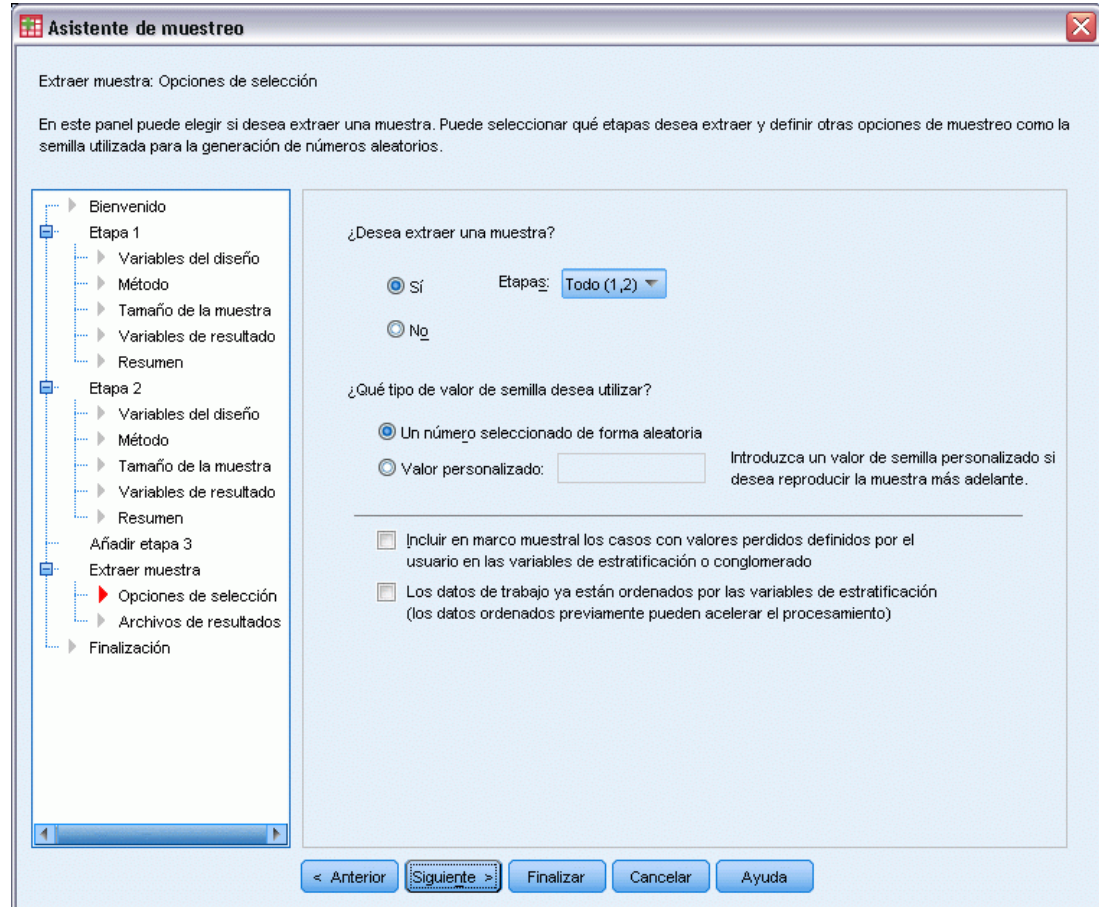 Asistente de muestreo
Extraer muestra: Opciones de selección
En este panel puede elegir si desea extraer una muestra. Puede seleccionar qué etapas desea extraer y definir otras opciones de muestreo como la
semilla utilizada para la generación de números aleatorios.
Bienvenido
Etapa 1
Variables del diseño
Método
Tamaño de la muestra
Variables de resultado
Resumen
Etapa 2
Variables del diseño
Método
Tamaño de la muestra
Variables de resultado
Resumen
Añadir etapa 3
Extraer muestra
Opciones de selección
Archivos de resultados
Finalización
¿Desea extraer una muestra?
Sí Etapas: Todo (1,2)
No
¿Qué tipo de valor de semilla desea utilizar?
Un número seleccionado de forma aleatoria
Valor personalizado:
Introduzca un valor de semilla personalizado si
desea reproducir la muestra más adelante.
Incluir en marco muestral los casos con valores perdidos definidos por el
usuario en las variables de estratificación o conglomerado
Los datos de trabajo ya están ordenados por las variables de estratificación
(los datos ordenados previamente pueden acelerar el procesamiento)
< Anterior Siguiente > Finalizar Cancelar Ayuda